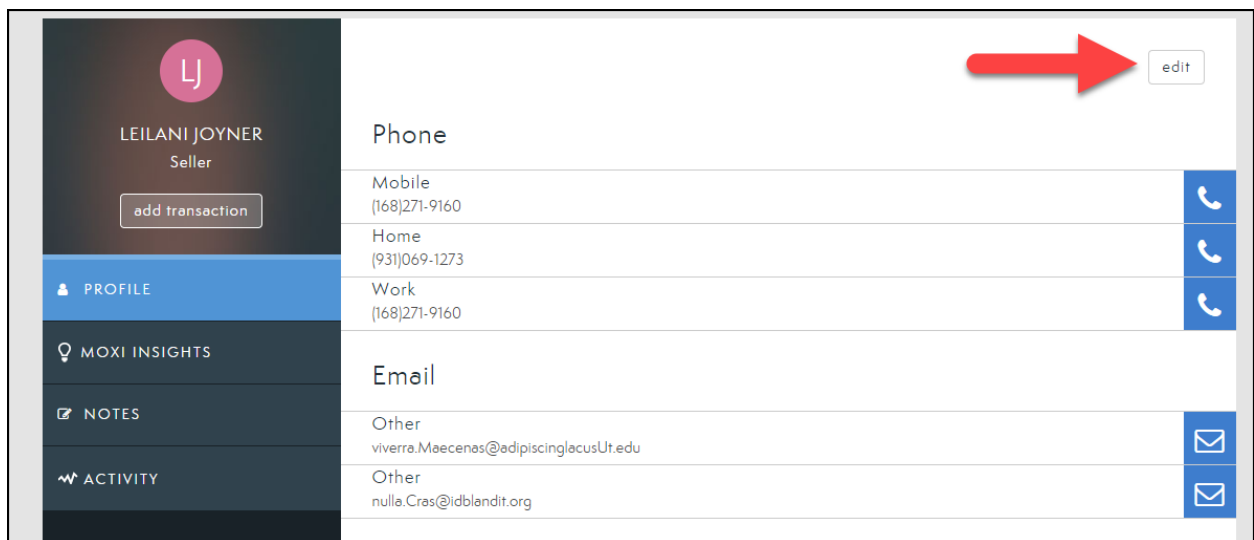 LJ
LEILANI JOYNER
Seller
add transaction
PROFILE
MOXI INSIGHTS
NOTES
ACTIVITY
edit
Phone
Mobile
(168)271-9160
Home
(931)069-1273
Work
(168)271-9160
Email
Other
viverra.Maecenas@adipiscinglacusUt.edu
Other
nulla.Cras@idblandit.org